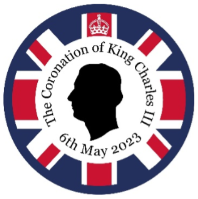 The Coronation of King Charles III
6th May 2023